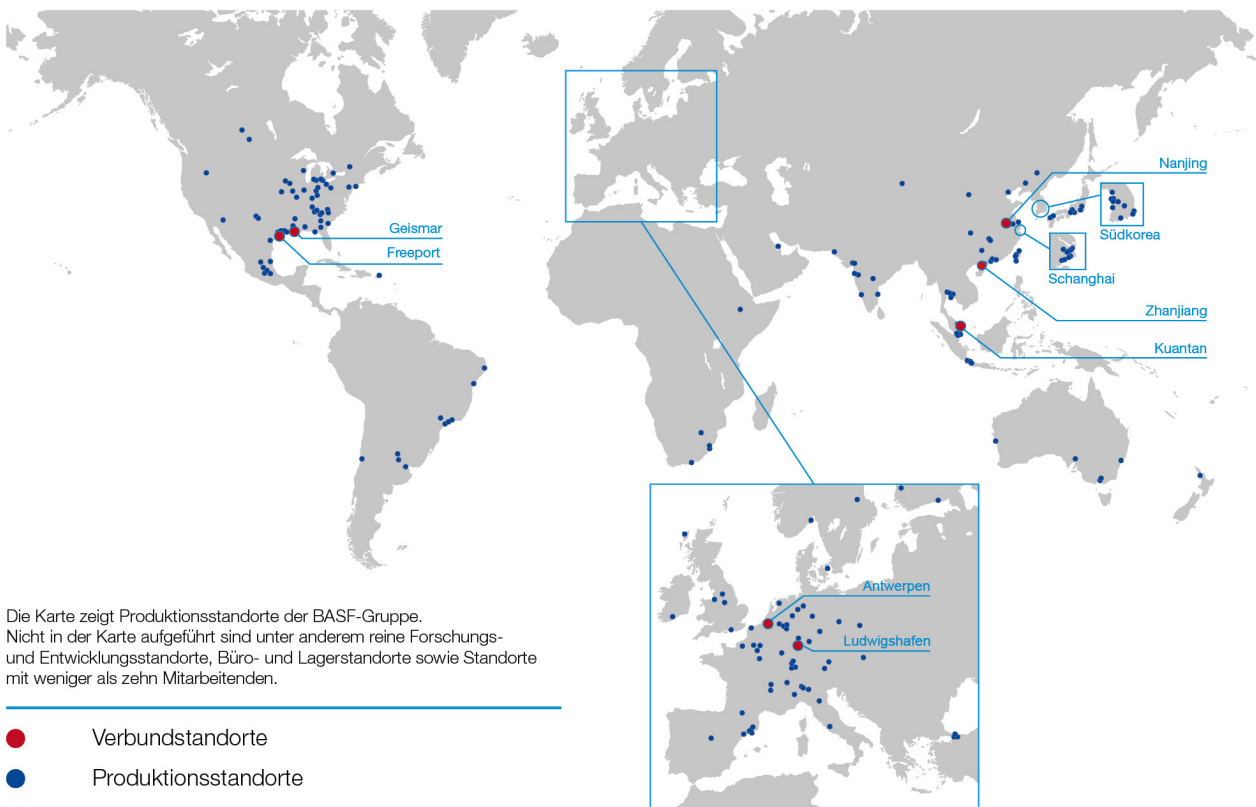 Nanjing
Südkorea
Schanghai
Geismar
Freeport
Zhanjiang
Kuantan
Antwerpen
Ludwigshafen
Die Karte zeigt Produktionsstandorte der BASF-Gruppe.
Nicht in der Karte aufgeführt sind unter anderem reine Forschungs-
und Entwicklungsstandorte, Büro- und Lagerstandorte sowie Standorte
mit weniger als zehn Mitarbeitenden.
Verbundstandorte
Produktionsstandorte